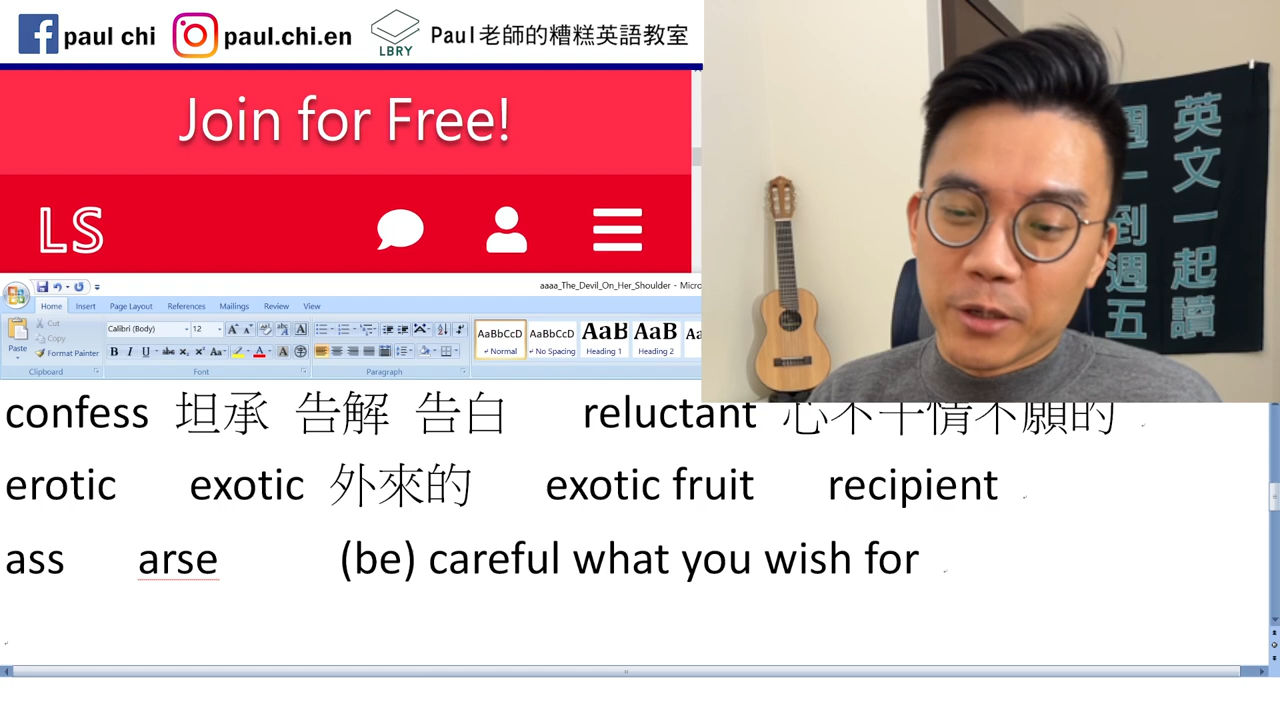 paul chi
paul.chi.en
LBRY
Paul老師的糟糕英語教室
Join for Free!
LS
英文一起讀
週一到週五
aaaa_The_Devil_On_Her_Shoulder - Micro
Home Insert Page Layout References Mailings Review View
Paste
Cut
Copy
Format Painter
Calibri (Body) 12
B I U abc
AaBbCcD AaBbCcD AaBb AaB
Normal No Spacing Heading 1 Heading 2
Clipboard Font Paragraph
confess 坦承 告解 告白 reluctant 心不甘情不願的
erotic exotic 外來的 exotic fruit recipient
ass arse (be) careful what you wish for